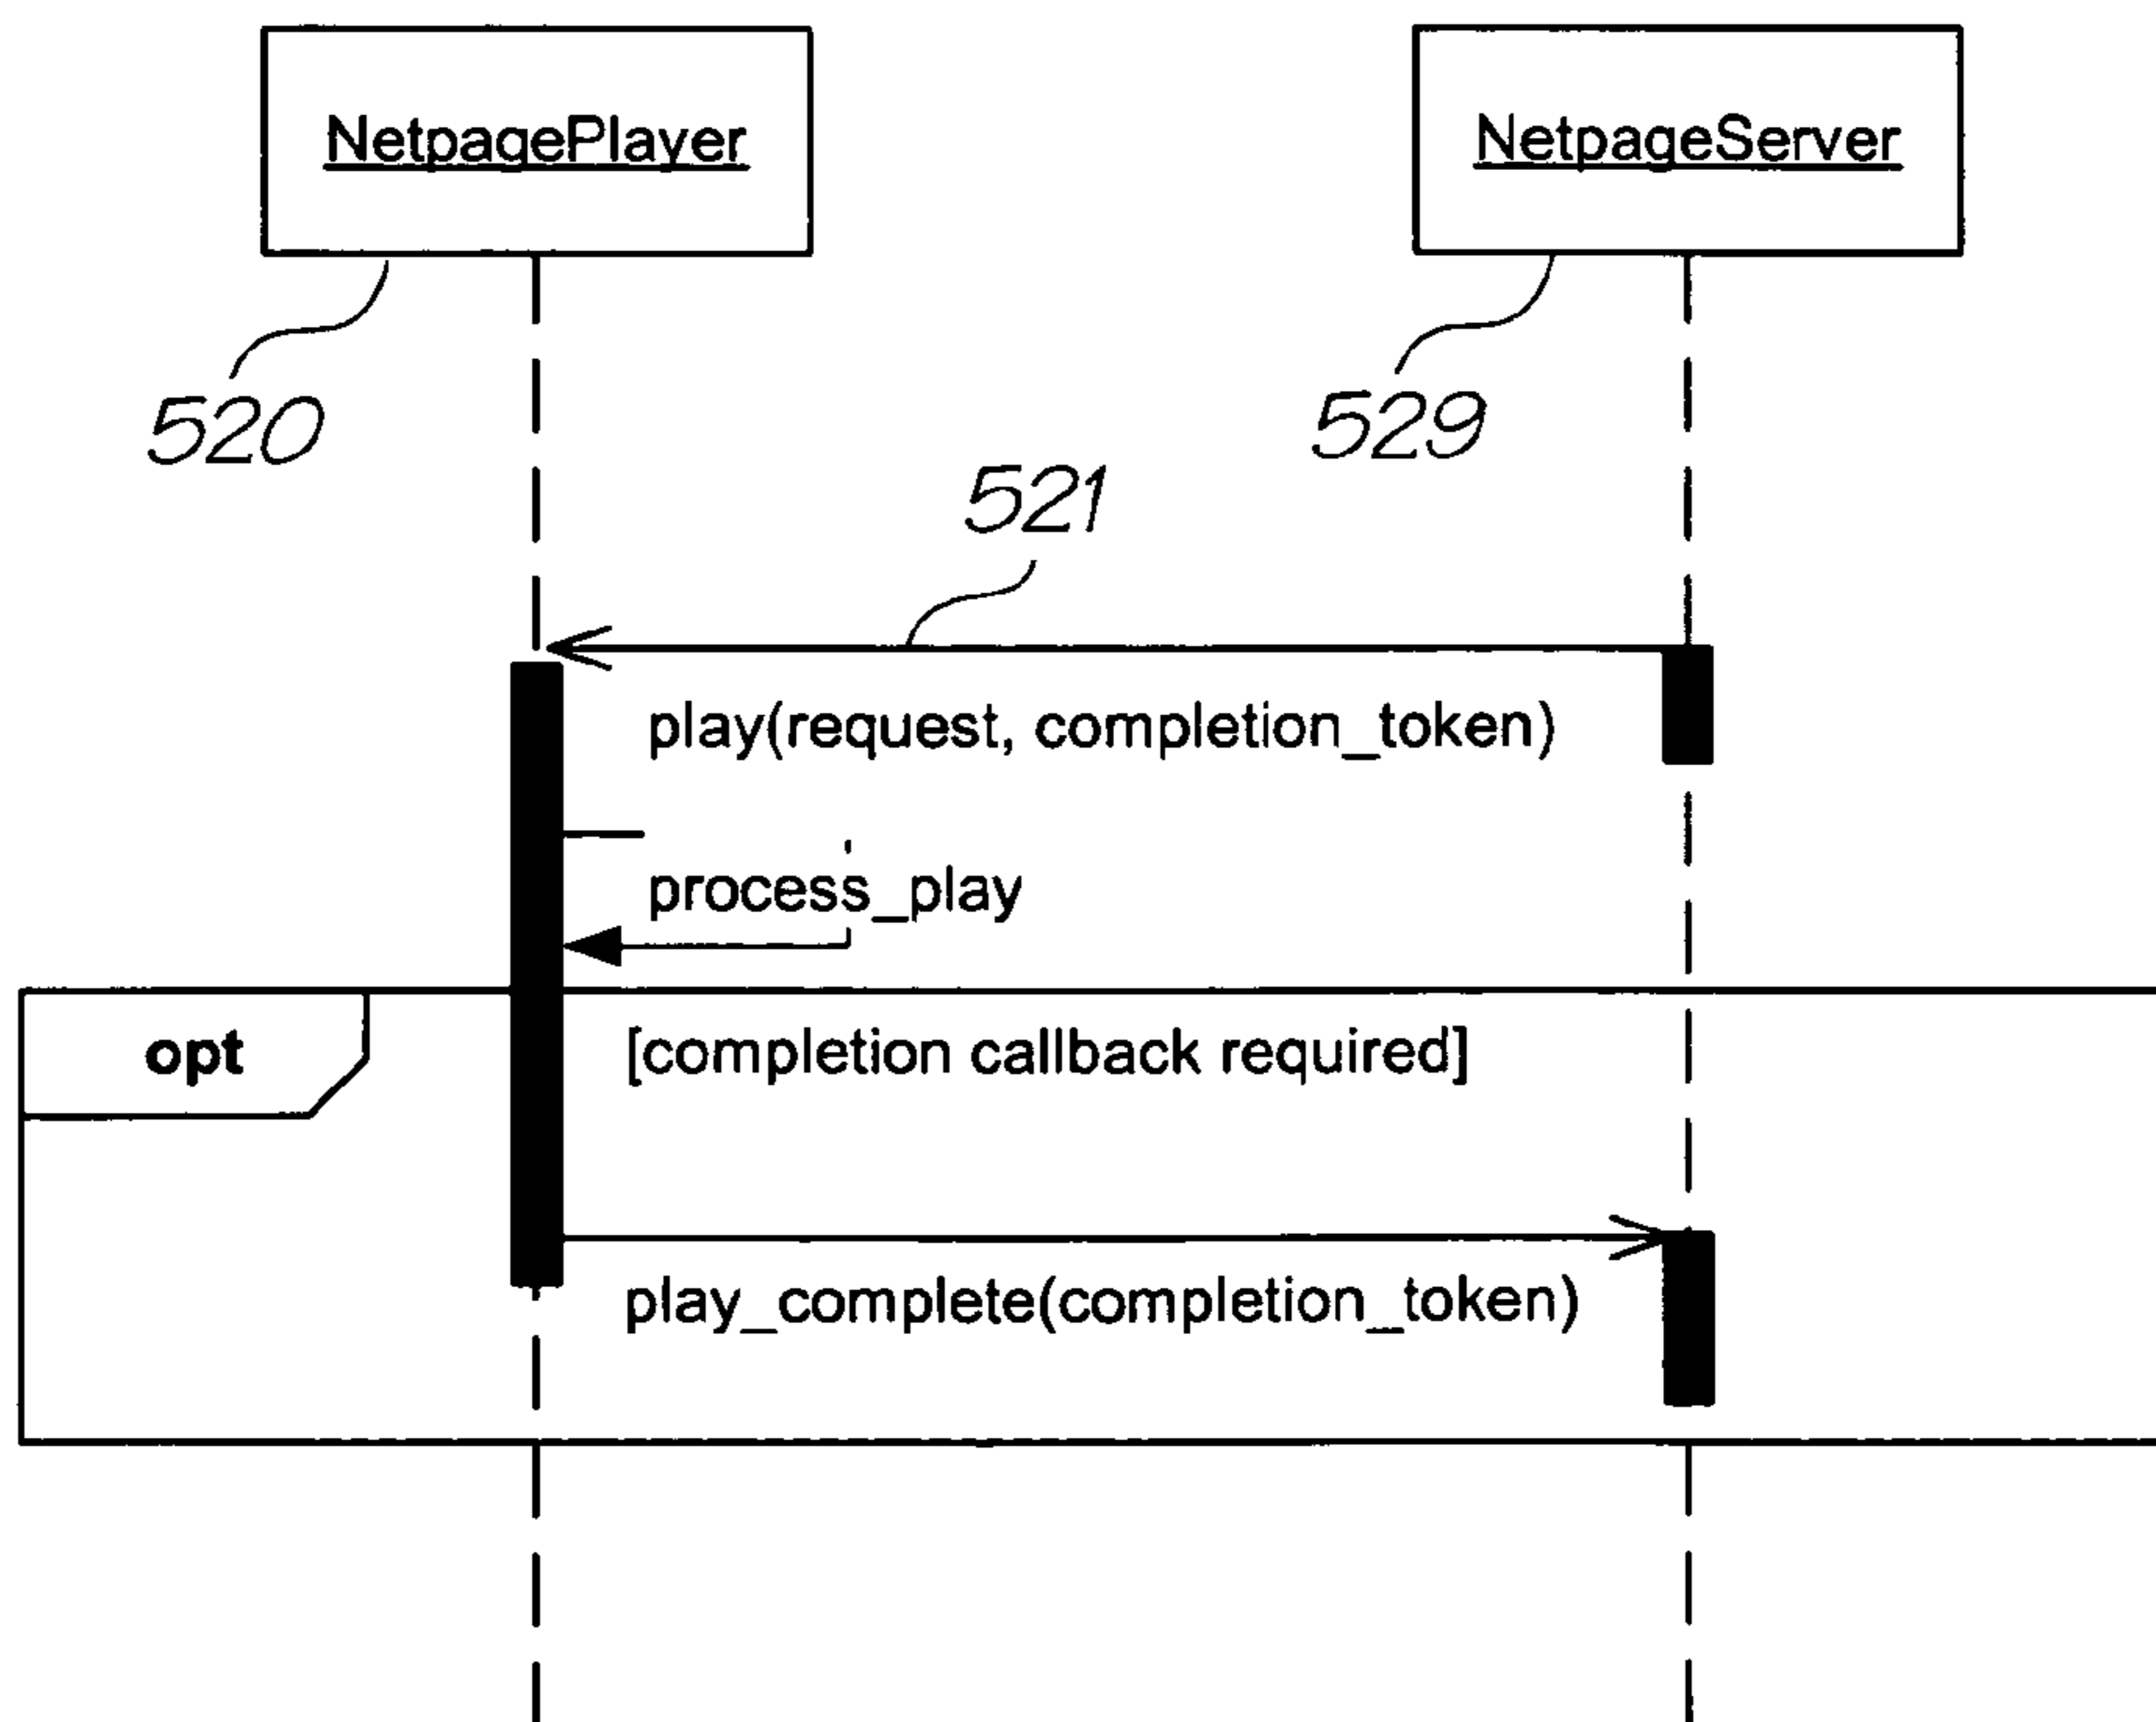 NetpagePlayer
NetpageServer
520
529
521
play(request, completion_token)
process_play
opt
[completion callback required]
play_complete(completion_token)